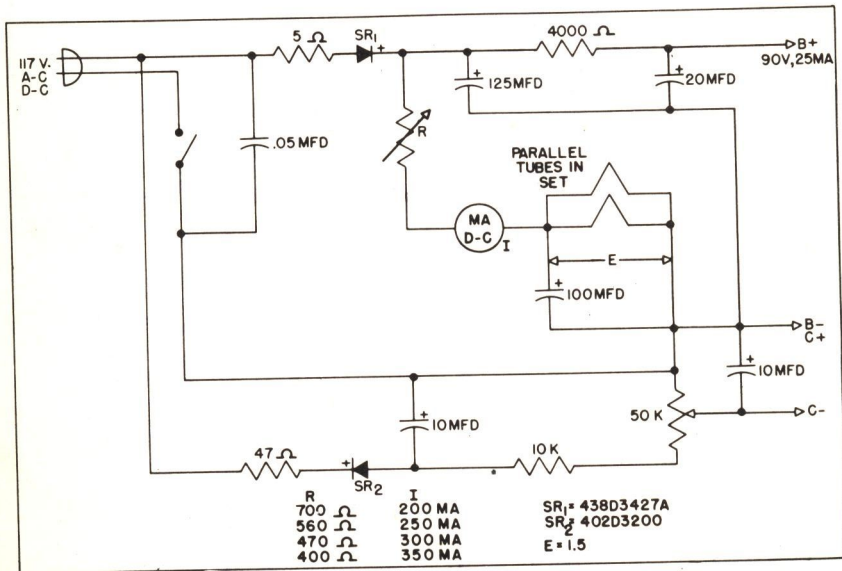 5 Ω
SR1
+
4000 Ω
B+
90V,25MA
117 V.
A-C
D-C
+
125MFD
+
20MFD
.05MFD
R
PARALLEL
TUBES IN
SET
MA
D-C
I
E
+
100MFD
B-
C+
+
10MFD
50 K
C-
+
10MFD
47 Ω
+
SR2
10K
R I
700 Ω 200 MA
560 Ω 250 MA
470 Ω 300 MA
400 Ω 350 MA
SR1= 438D3427A
SR2= 402D3200
E = 1.5